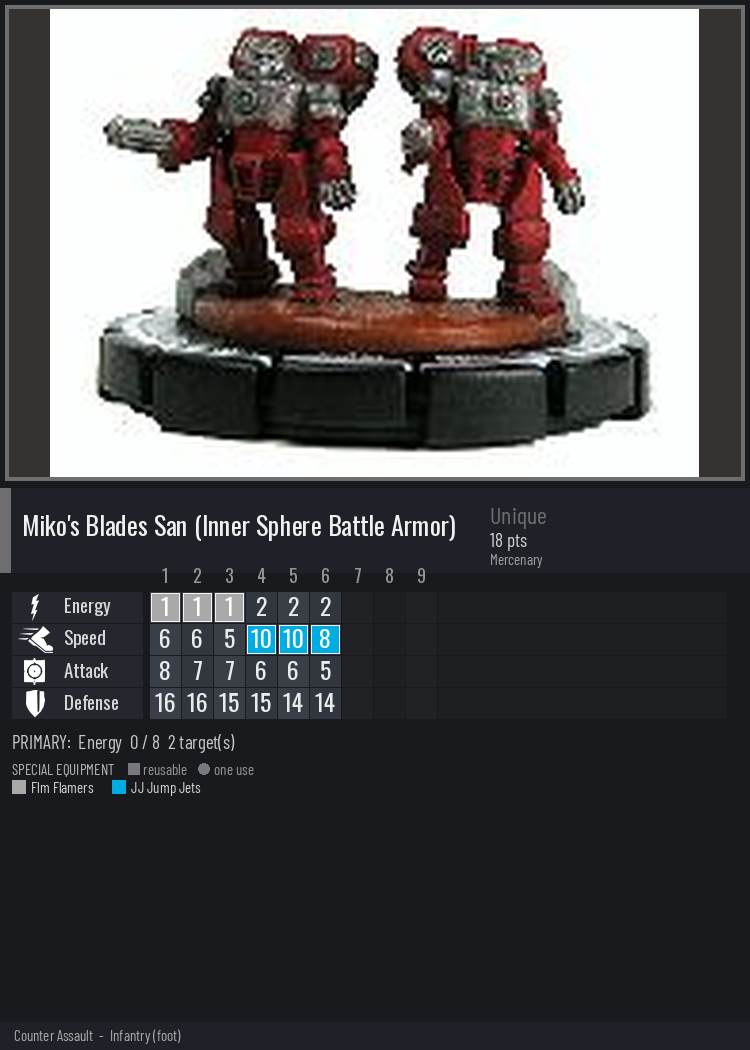 Miko's Blades San (Inner Sphere Battle Armor)
Unique
18 pts
Mercenary
1 2 3 4 5 6 7 8 9
Energy 1 1 1 2 2 2
Speed 6 6 5 10 10 8
Attack 8 7 7 6 6 5
Defense 16 16 15 15 14 14
PRIMARY: Energy 0 / 8 2 target(s)
SPECIAL EQUIPMENT reusable one use
Flm Flamers JJ Jump Jets
Counter Assault - Infantry (foot)